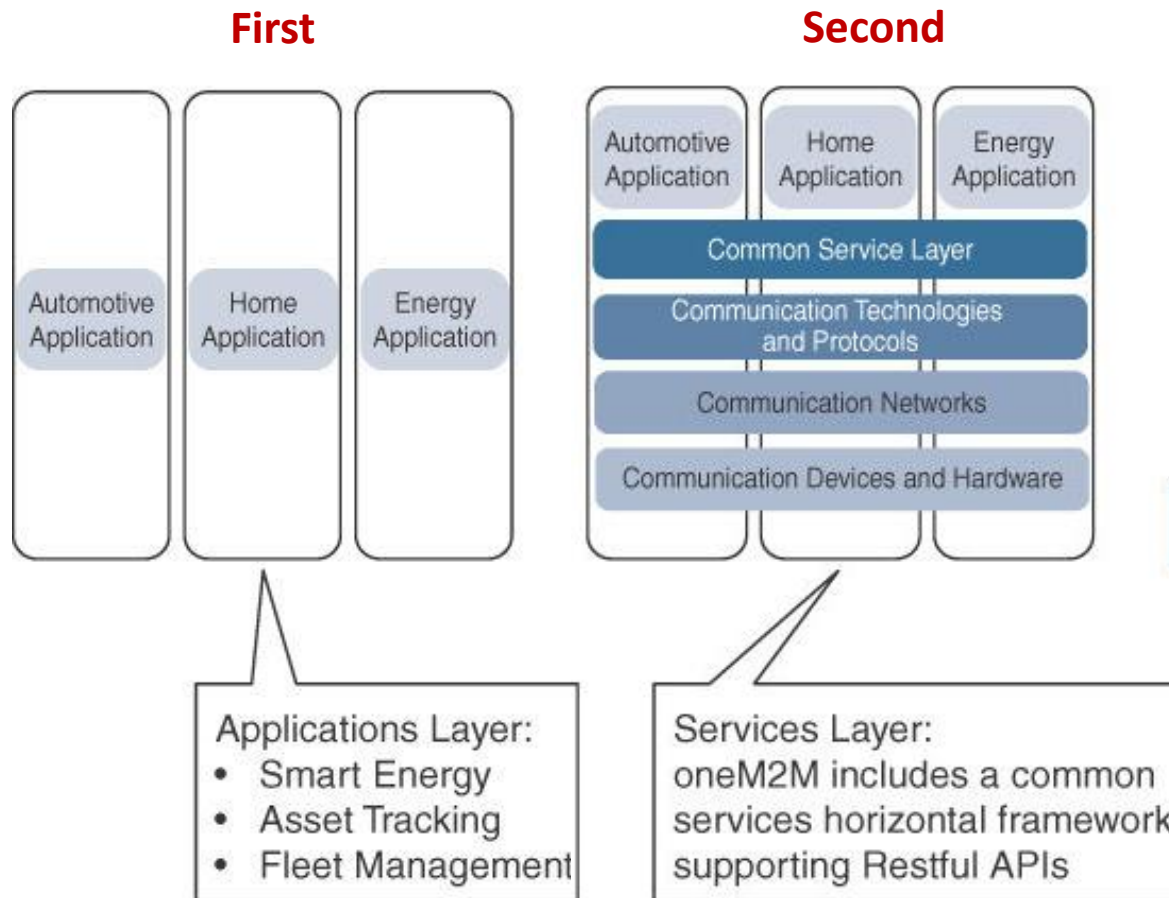 First
Second
Automotive
Application
Home
Application
Energy
Application
Automotive
Application
Home
Application
Energy
Application
Common Service Layer
Communication Technologies
and Protocols
Communication Networks
Communication Devices and Hardware
Applications Layer:
• Smart Energy
• Asset Tracking
• Fleet Management
Services Layer:
oneM2M includes a common
services horizontal framework
supporting Restful APIs